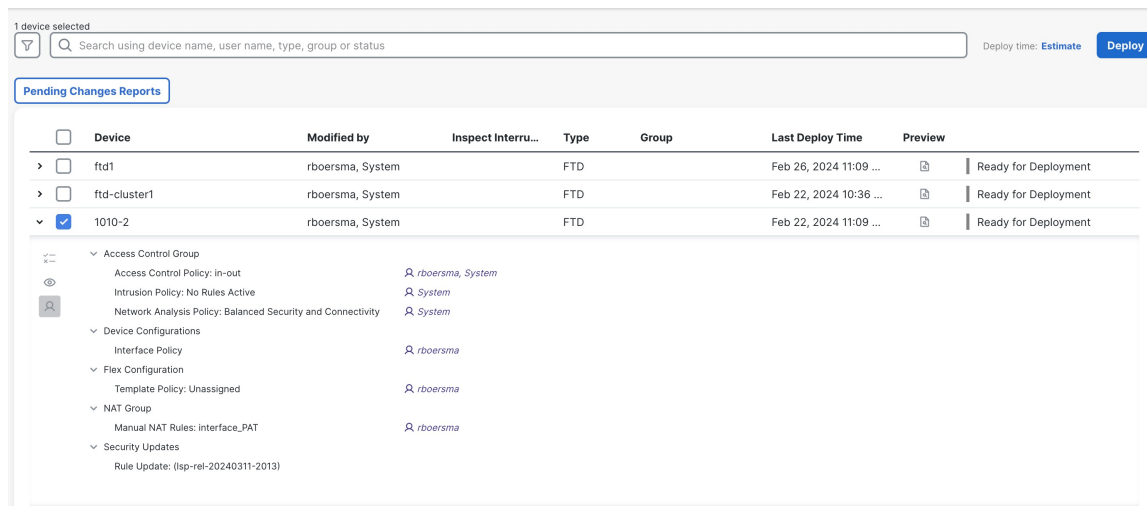 1 device selected
Search using device name, user name, type, group or status
Deploy time: Estimate
Deploy
Pending Changes Reports
Device Modified by Inspect Interru... Type Group Last Deploy Time Preview
ftd1 rboersma, System FTD Feb 26, 2024 11:09 ... Ready for Deployment
ftd-cluster1 rboersma, System FTD Feb 22, 2024 10:36 ... Ready for Deployment
1010-2 rboersma, System FTD Feb 22, 2024 11:09 ... Ready for Deployment
Access Control Group
Access Control Policy: in-out rboersma, System
Intrusion Policy: No Rules Active System
Network Analysis Policy: Balanced Security and Connectivity System
Device Configurations
Interface Policy rboersma
Flex Configuration
Template Policy: Unassigned rboersma
NAT Group
Manual NAT Rules: interface_PAT rboersma
Security Updates
Rule Update: (lsp-rel-20240311-2013)